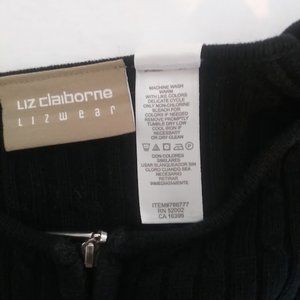 LIZ claiborne
LIZWEAR
MACHINE WASH
WARM
WITH LIKE COLORS
DELICATE CYCLE
ONLY NON-CHLORINE
BLEACH FOR
COLORS IF NEEDED
REMOVE PROMPTLY
TUMBLE DRY LOW
COOL IRON IF
NECESSARY
OR DRY CLEAN
CON COLORES
SIMILARES
USAR BLANQUEADOR SIN
CLORO CUANDO SEA
NECESARIO
RETIRAR
INMEDIATAMENTE
RN 52002
CA 16399